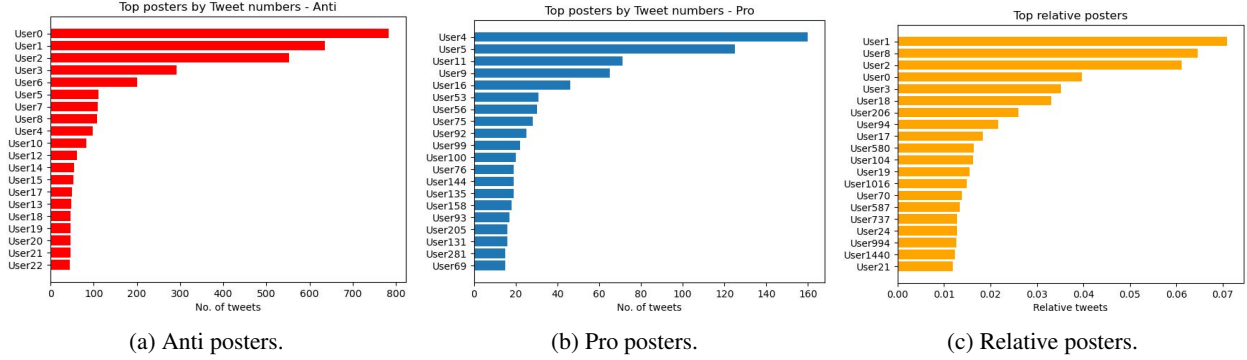 Top posters by Tweet numbers - Anti
User0
User1
User2
User3
User6
User5
User7
User8
User4
User10
User12
User14
User15
User17
User13
User18
User19
User20
User21
User22
0 100 200 300 400 500 600 700 800
No. of tweets
(a) Anti posters.
Top posters by Tweet numbers - Pro
User4
User5
User11
User9
User16
User53
User56
User75
User92
User99
User100
User76
User144
User135
User158
User93
User205
User131
User281
User69
0 20 40 60 80 100 120 140 160
No. of tweets
(b) Pro posters.
Top relative posters
User1
User8
User2
User0
User3
User18
User206
User94
User17
User580
User104
User19
User1016
User70
User587
User737
User24
User994
User1440
User21
0.00 0.01 0.02 0.03 0.04 0.05 0.06 0.07
Relative tweets
(c) Relative posters.